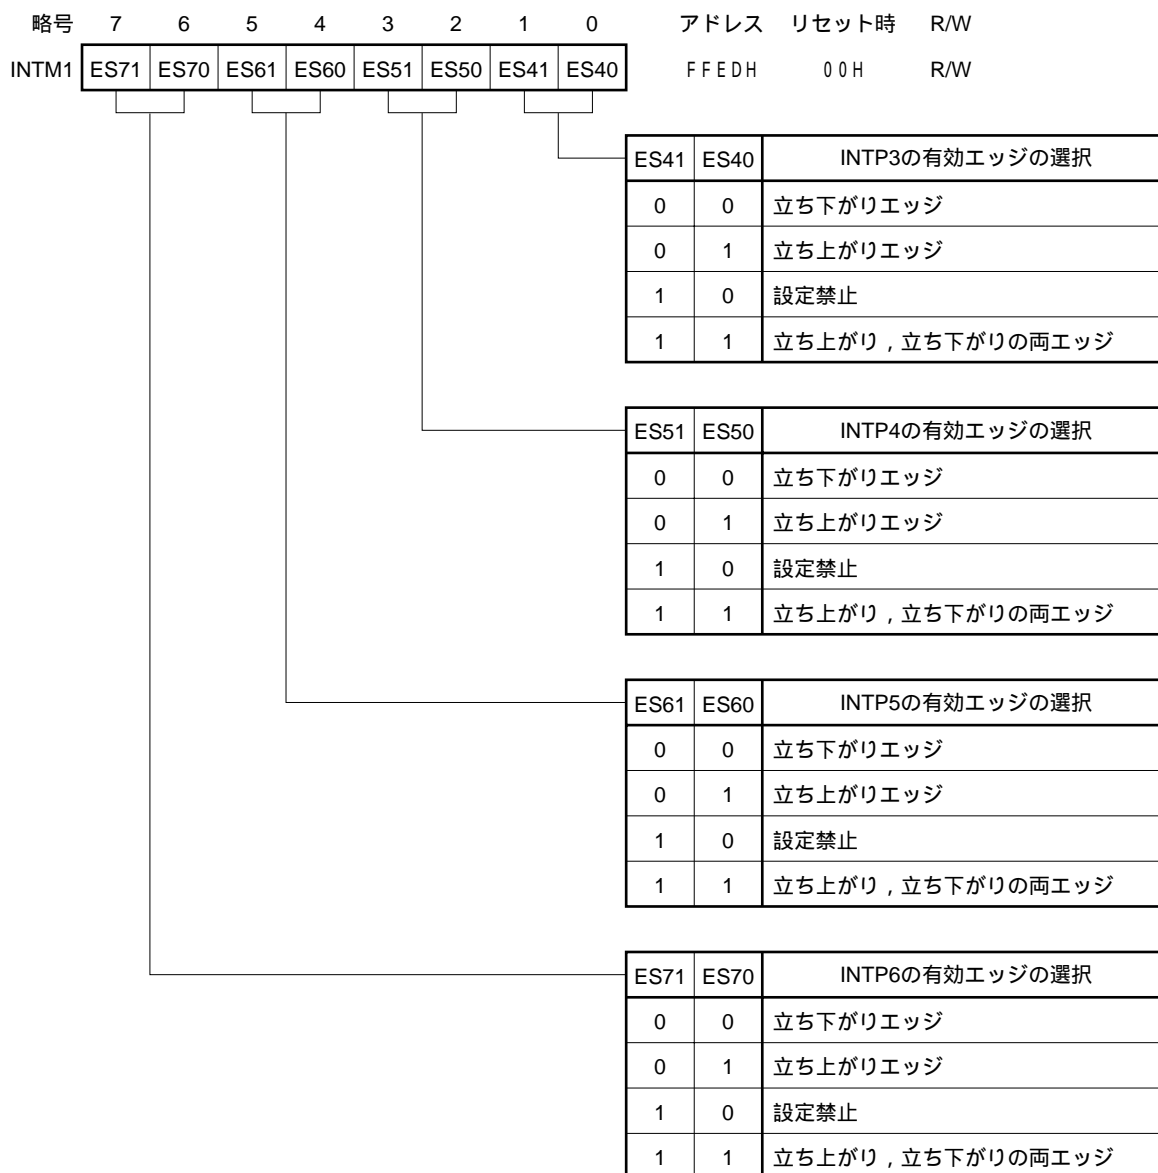 略号 7 6 5 4 3 2 1 0 アドレス リセット時 R/W
INTM1 ES71 ES70 ES61 ES60 ES51 ES50 ES41 ES40 FFEDH 00H R/W
ES41 ES40 INTP3の有効エッジの選択
0 0 立ち下がりエッジ
0 1 立ち上がりエッジ
1 0 設定禁止
1 1 立ち上がり，立ち下がりの両エッジ
ES51 ES50 INTP4の有効エッジの選択
0 0 立ち下がりエッジ
0 1 立ち上がりエッジ
1 0 設定禁止
1 1 立ち上がり，立ち下がりの両エッジ
ES61 ES60 INTP5の有効エッジの選択
0 0 立ち下がりエッジ
0 1 立ち上がりエッジ
1 0 設定禁止
1 1 立ち上がり，立ち下がりの両エッジ
ES71 ES70 INTP6の有効エッジの選択
0 0 立ち下がりエッジ
0 1 立ち上がりエッジ
1 0 設定禁止
1 1 立ち上がり，立ち下がりの両エッジ